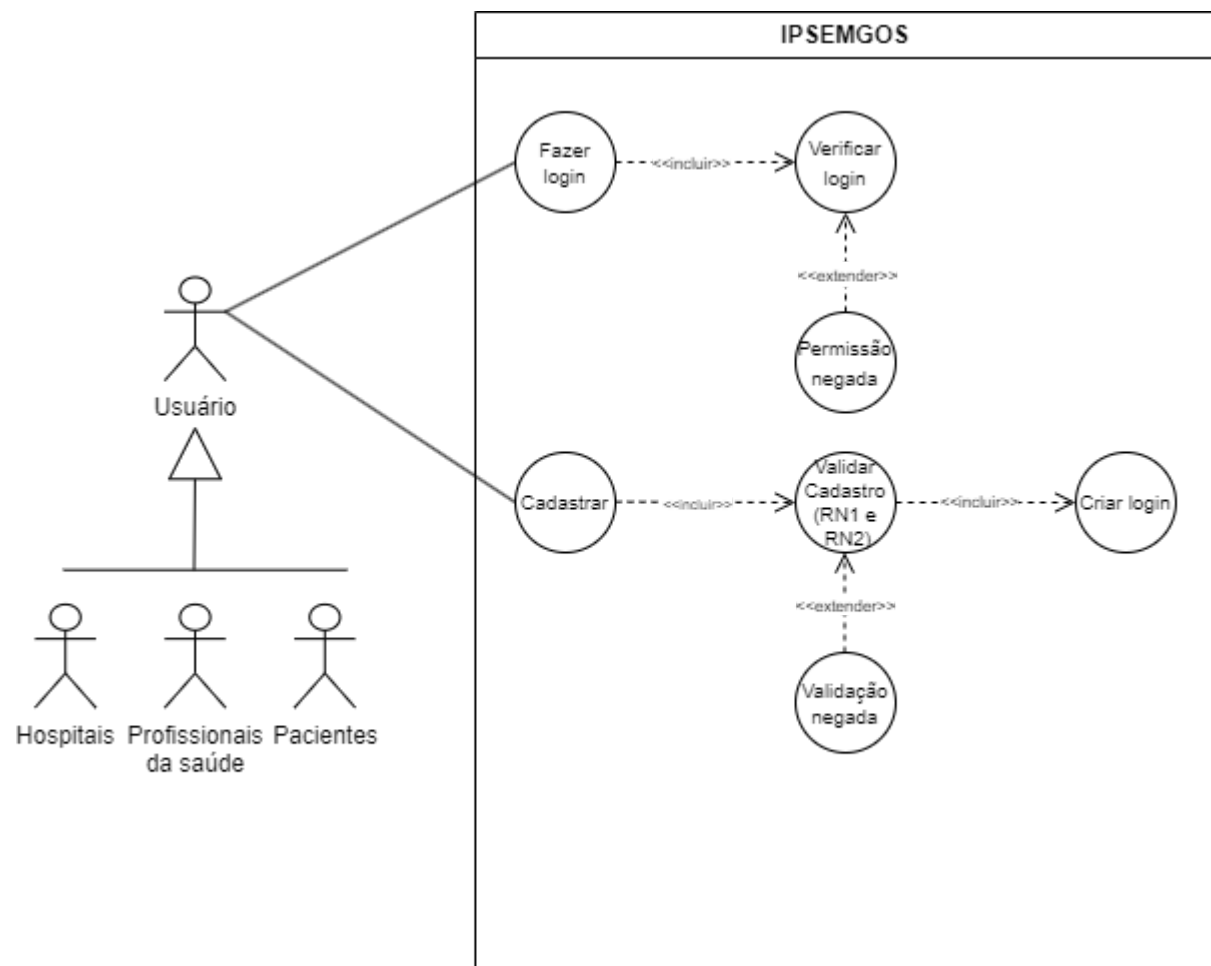 IPSEMGOS
Fazer
login
<<incluir>>
Verificar
login
<<extender>>
Permissão
negada
Usuário
Cadastrar
<<incluir>>
Validar
Cadastro
(RN1 e
RN2)
<<incluir>>
Criar login
<<extender>>
Validação
negada
Hospitais
Profissionais
da saúde
Pacientes